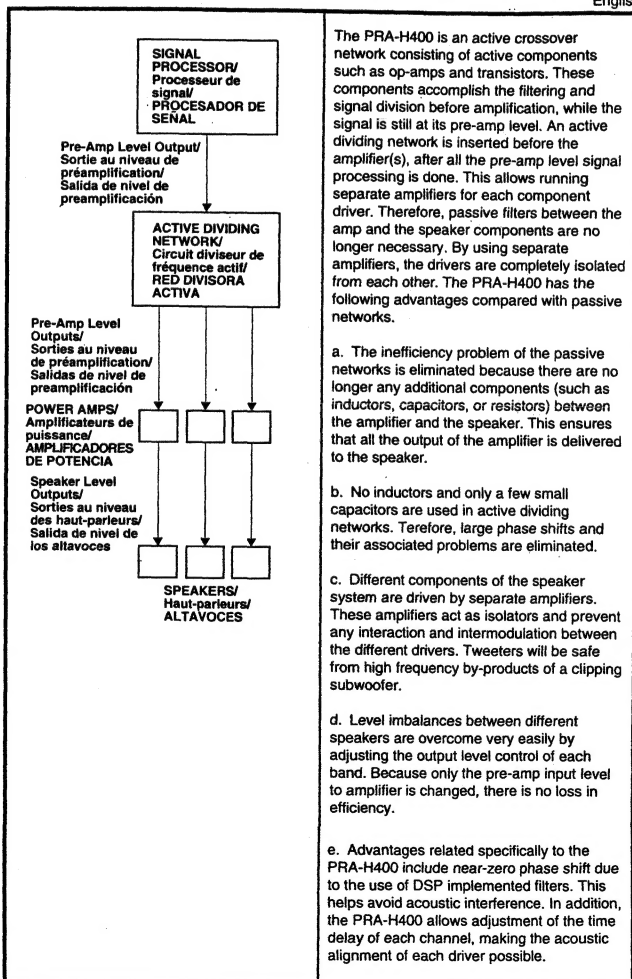 Englis
SIGNAL
PROCESSOR/
Processeur de
signal/
PROCESADOR DE
SEÑAL
Pre-Amp Level Output/
Sortie au niveau de
préamplification/
Salida de nivel de
preamplificación
ACTIVE DIVIDING
NETWORK/
Circuit diviseur de
fréquence actif/
RED DIVISORA
ACTIVA
Pre-Amp Level
Outputs/
Sorties au niveau
de préamplification/
Salidas de nivel de
preamplificación
POWER AMPS/
Amplificateurs de
puissance/
AMPLIFICADORES
DE POTENCIA
Speaker Level
Outputs/
Sorties au niveau
des haut-parleurs/
Salida de nivel de
los altavoces
SPEAKERS/
Haut-parleurs/
ALTAVOCES
The PRA-H400 is an active crossover
network consisting of active components
such as op-amps and transistors. These
components accomplish the filtering and
signal division before amplification, while the
signal is still at its pre-amp level. An active
dividing network is inserted before the
amplifier(s), after all the pre-amp level signal
processing is done. This allows running
separate amplifiers for each component
driver. Therefore, passive filters between the
amp and the speaker components are no
longer necessary. By using separate
amplifiers, the drivers are completely isolated
from each other. The PRA-H400 has the
following advantages compared with passive
networks.
a. The inefficiency problem of the passive
networks is eliminated because there are no
longer any additional components (such as
inductors, capacitors, or resistors) between
the amplifier and the speaker. This ensures
that all the output of the amplifier is delivered
to the speaker.
b. No inductors and only a few small
capacitors are used in active dividing
networks. Terefore, large phase shifts and
their associated problems are eliminated.
c. Different components of the speaker
system are driven by separate amplifiers.
These amplifiers act as isolators and prevent
any interaction and intermodulation between
the different drivers. Tweeters will be safe
from high frequency by-products of a clipping
subwoofer.
d. Level imbalances between different
speakers are overcome very easily by
adjusting the output level control of each
band. Because only the pre-amp input level
to amplifier is changed, there is no loss in
efficiency.
e. Advantages related specifically to the
PRA-H400 include near-zero phase shift due
to the use of DSP implemented filters. This
helps avoid acoustic interference. In addition,
the PRA-H400 allows adjustment of the time
delay of each channel, making the acoustic
alignment of each driver possible.